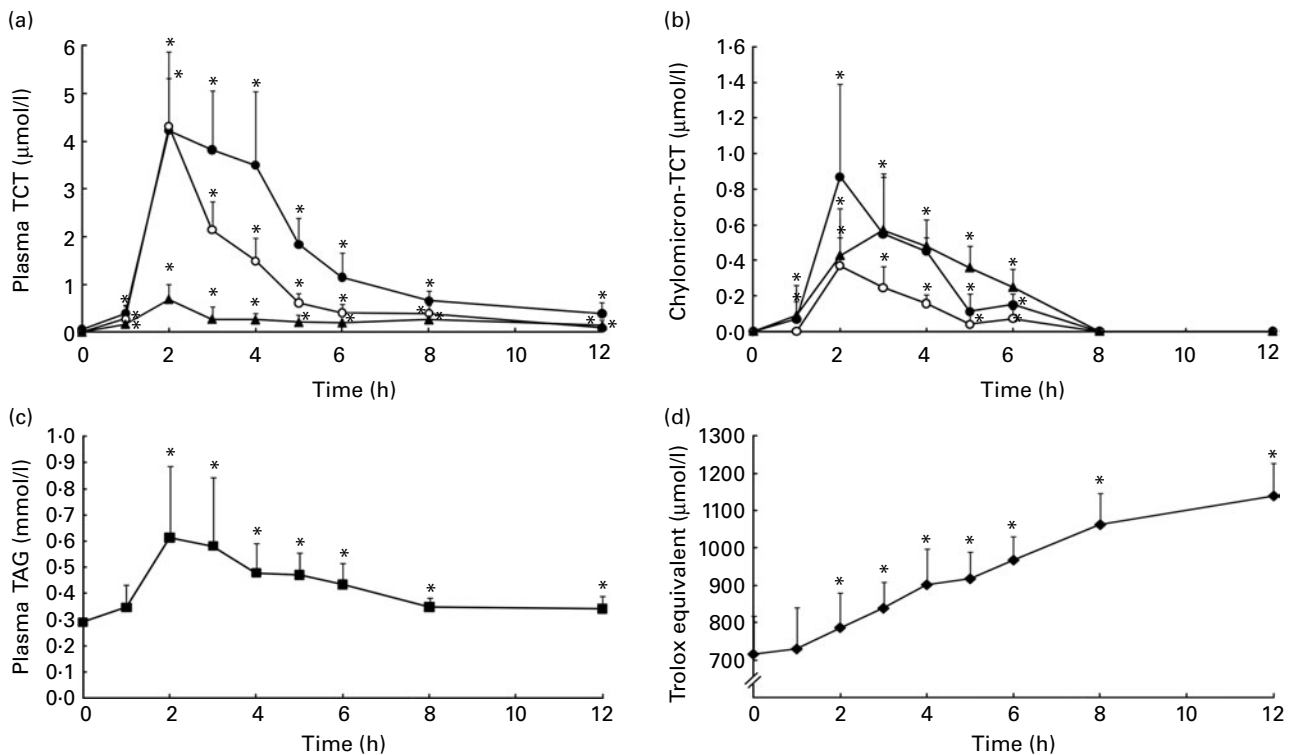 (a)
6
5
4
3
2
1
0
Plasma TCT (µmol/l)
0 2 4 6 8 10 12
Time (h)
* * * * * * * * * * * * * * * * * * * * * * * *
(b)
1·6
1·4
1·2
1·0
0·8
0·6
0·4
0·2
0·0
Chylomicron-TCT (µmol/l)
0 2 4 6 8 10 12
Time (h)
* * * * * * * * * * * * * * *
(c)
1·0
0·9
0·8
0·7
0·6
0·5
0·4
0·3
0·2
0·1
0·0
Plasma TAG (mmol/l)
0 2 4 6 8 10 12
Time (h)
* * * * * * *
(d)
1300
1200
1100
1000
900
800
700
Trolox equivalent (µmol/l)
0 2 4 6 8 10 12
Time (h)
* * * * * * *